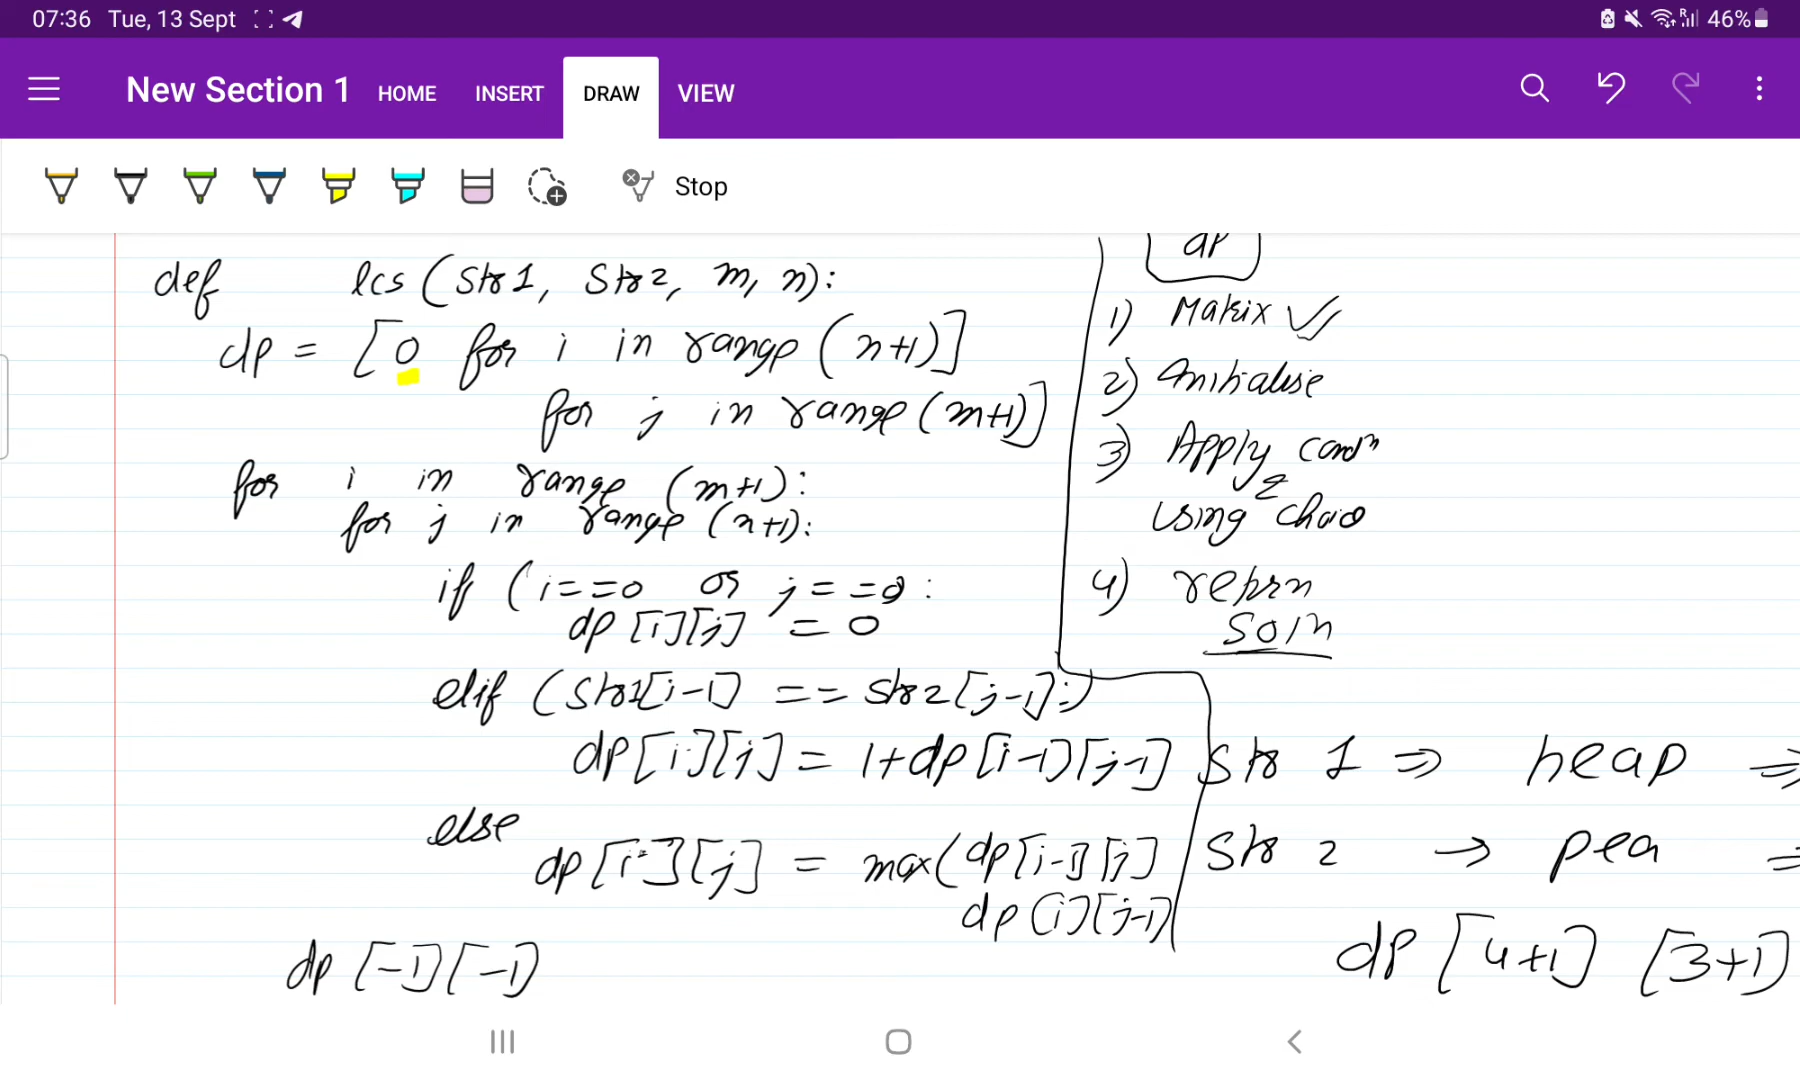 07:36 Tue, 13 Sept 46%
New Section 1 HOME INSERT DRAW VIEW
Stop
def lcs (str1, str2, m, n):
dp = [0 for i in range (n+1)]
for j in range (m+1)]
for i in range (m+1):
for j in range (n+1):
if (i==0 or j==0:
dp [i][j] = 0
elif (str1[i-1] == str2[j-1]:)
dp[i][j] = 1+dp[i-1][j-1]
else
dp[i][j] = max(dp[i-1][j]
dp(i)[j-1)
dp [-1][-1]
dp
1) Matrix ✓
2) Initialise
3) Apply condn
using
4) return
soln
str 1 ⇒ heap ⇒
str 2 → pea =
dp [4+1] [3+1]